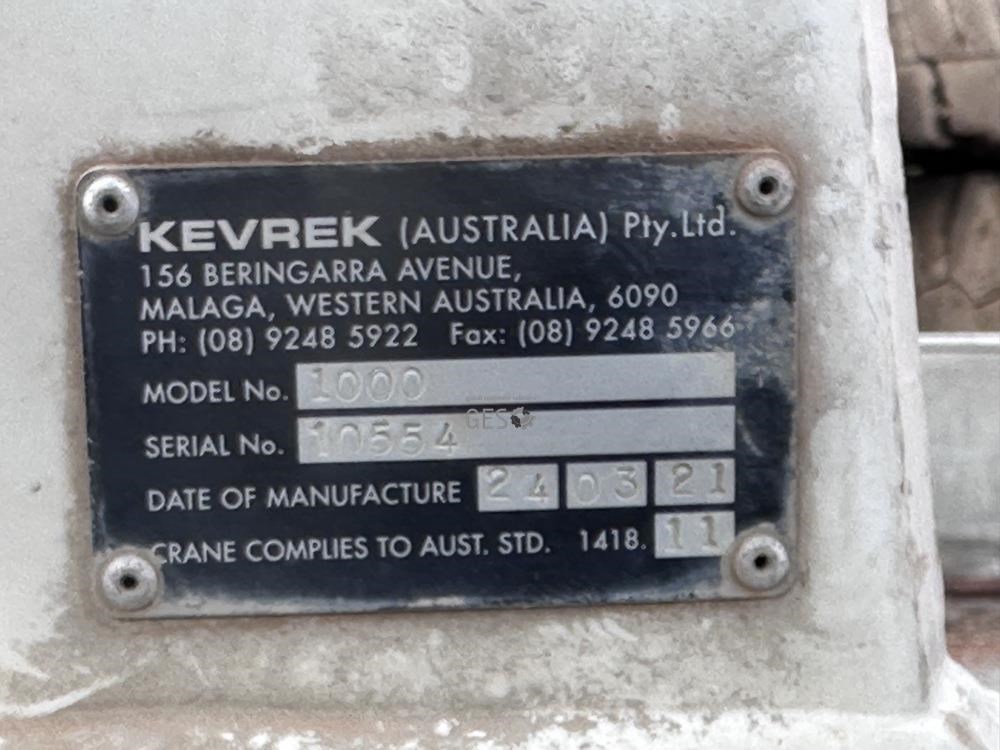 KEVREK (AUSTRALIA) Pty.Ltd.
156 BERINGARRA AVENUE,
MALAGA, WESTERN AUSTRALIA, 6090
PH: (08) 9248 5922 Fax: (08) 9248 5966
MODEL No. 1000
GES
SERIAL No. 10554
DATE OF MANUFACTURE 24 03 21
CRANE COMPLIES TO AUST. STD. 1418. 11